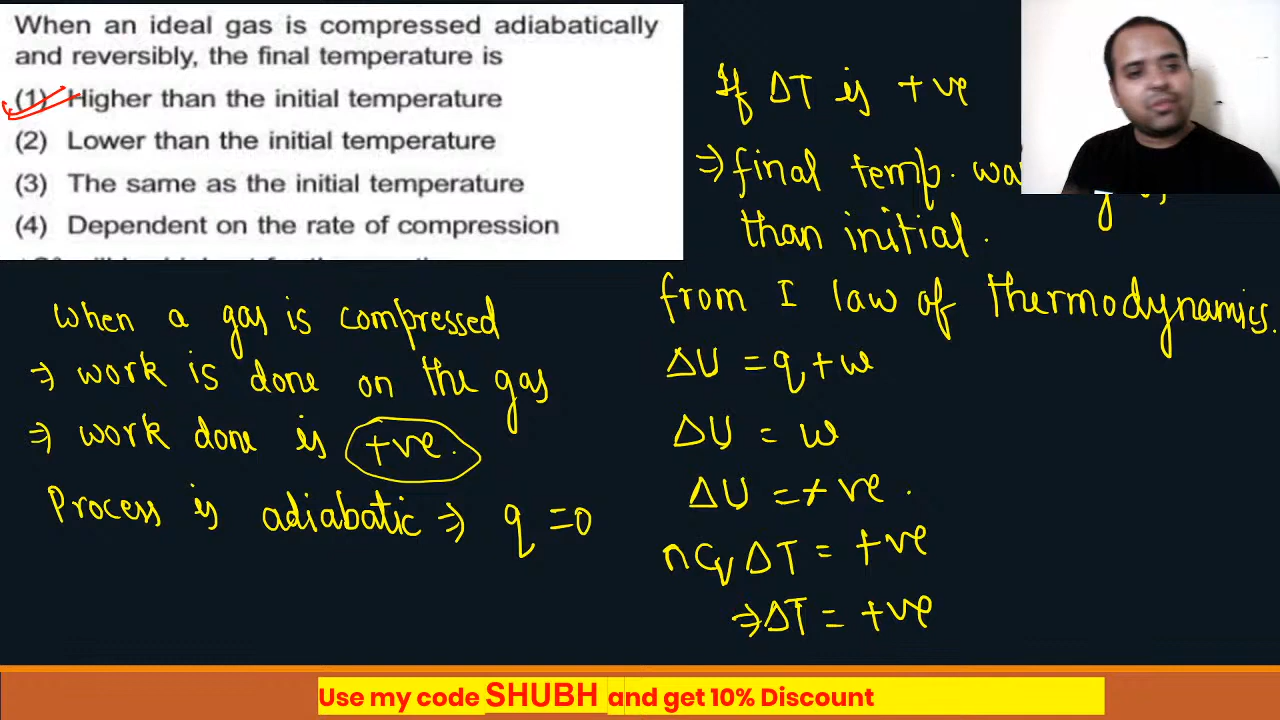 When an ideal gas is compressed adiabatically
and reversibly, the final temperature is
(1) Higher than the initial temperature
(2) Lower than the initial temperature
(3) The same as the initial temperature
(4) Dependent on the rate of compression
when a gas is compressed
⇒ work is done on the gas
⇒ work done is +ve.
Process is adiabatic ⇒ q = 0
If ΔT is +ve
⇒ final temp.
than initial.
from I law of thermodynamics.
ΔU = q + w
ΔU = w
ΔU = + ve.
nCv ΔT = +ve
⇒ ΔT = +ve
Use my code SHUBH and get 10% Discount